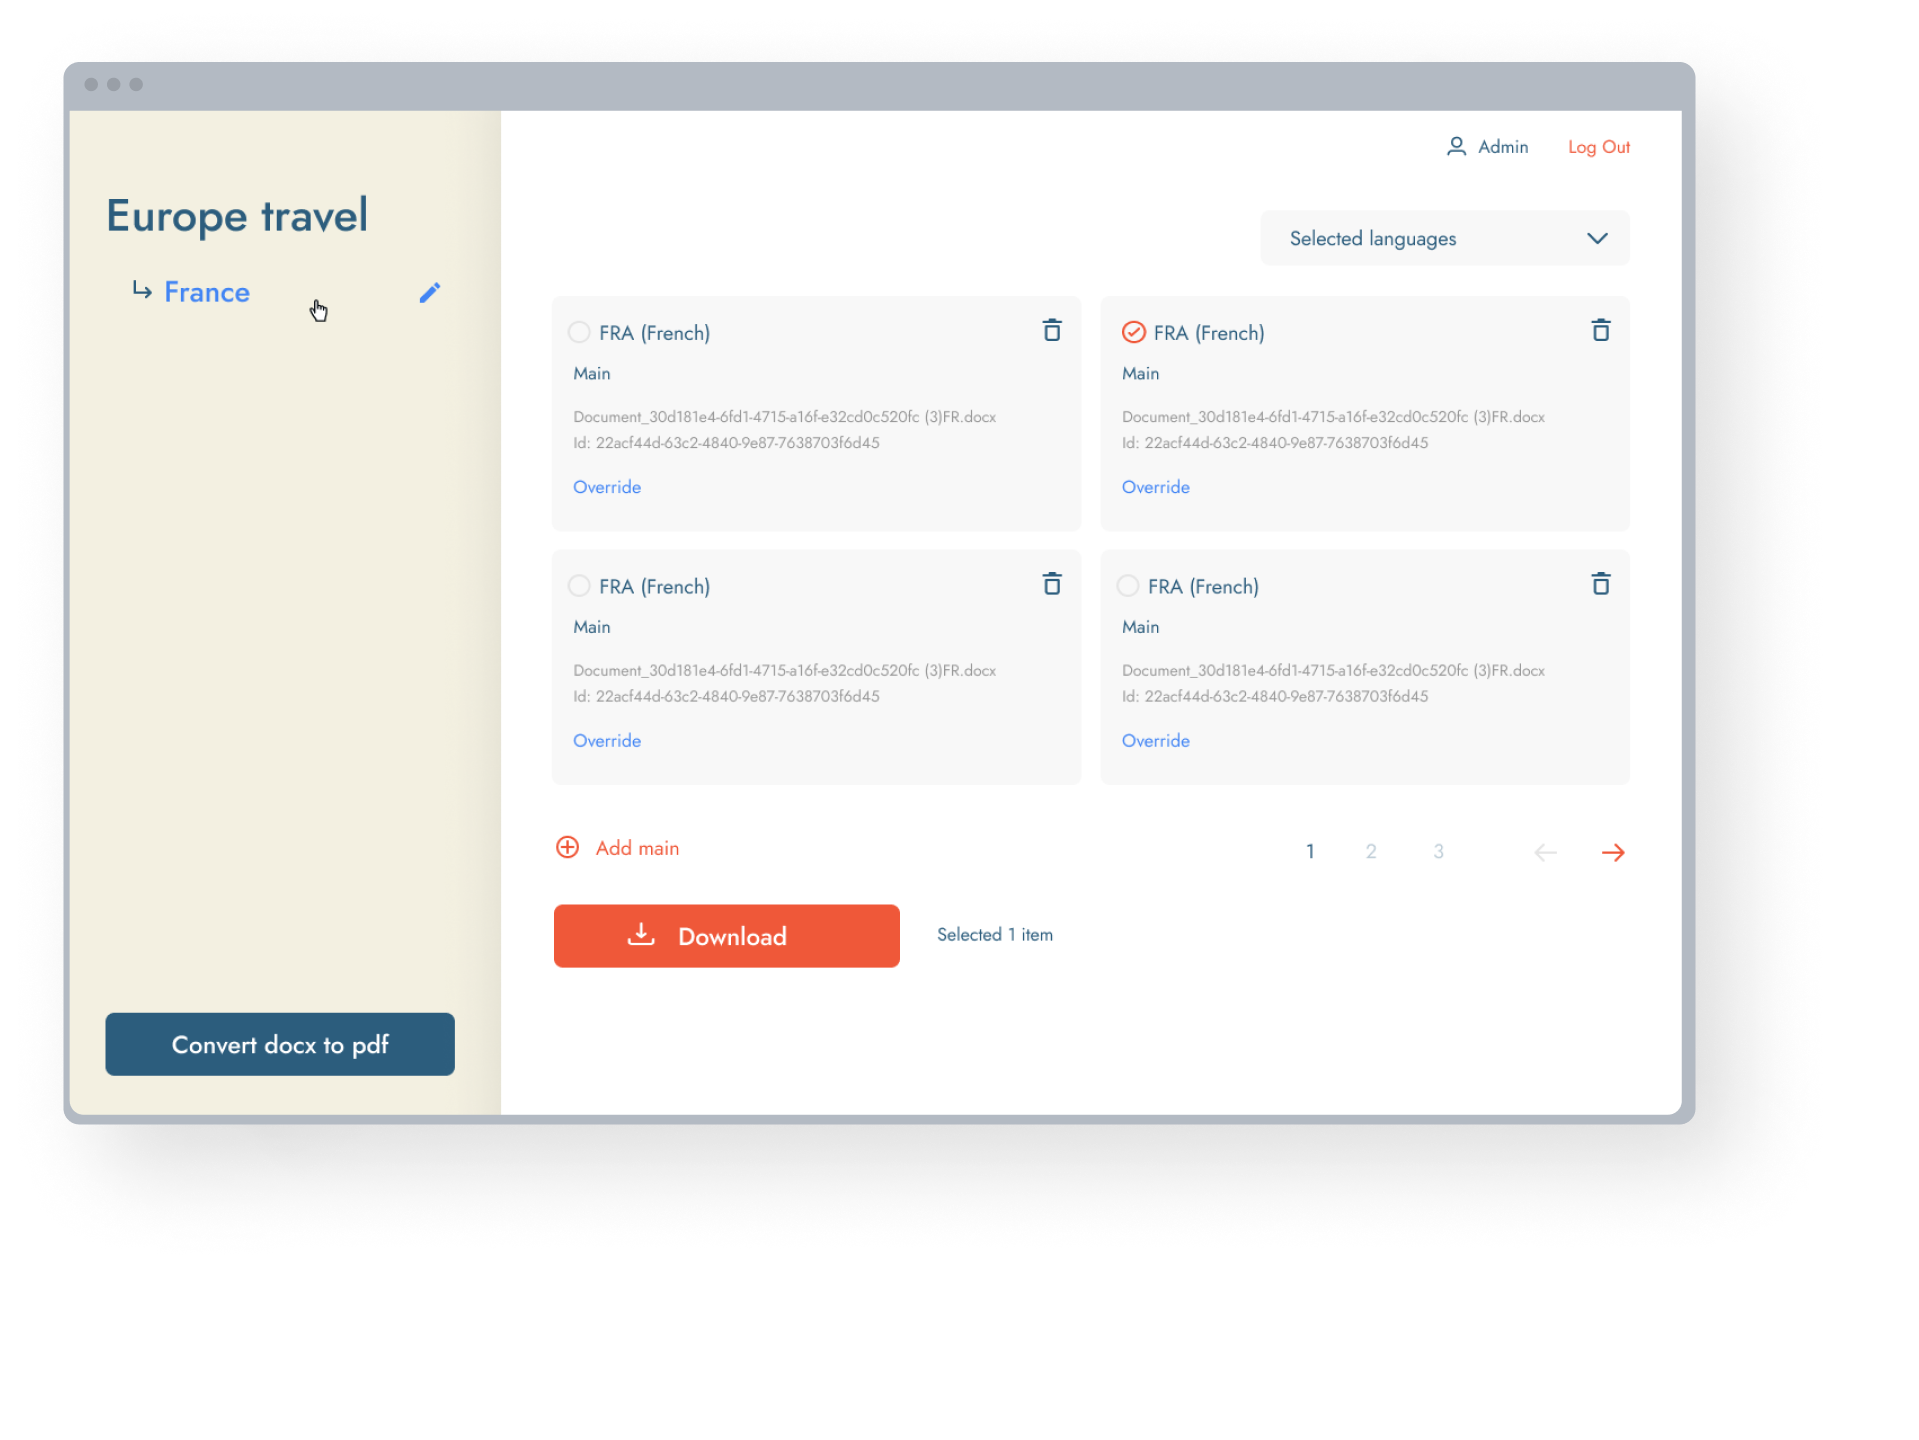 Admin
Log Out
Europe travel
France
Selected languages
FRA (French)
Main
Document_30d181e4-6fd1-4715-a16f-e32cd0c520fc (3)FR.docx
Id: 22acf44d-63c2-4840-9e87-7638703f6d45
Override
FRA (French)
Main
Document_30d181e4-6fd1-4715-a16f-e32cd0c520fc (3)FR.docx
Id: 22acf44d-63c2-4840-9e87-7638703f6d45
Override
FRA (French)
Main
Document_30d181e4-6fd1-4715-a16f-e32cd0c520fc (3)FR.docx
Id: 22acf44d-63c2-4840-9e87-7638703f6d45
Override
FRA (French)
Main
Document_30d181e4-6fd1-4715-a16f-e32cd0c520fc (3)FR.docx
Id: 22acf44d-63c2-4840-9e87-7638703f6d45
Override
Add main
1 2 3
Download
Selected 1 item
Convert docx to pdf